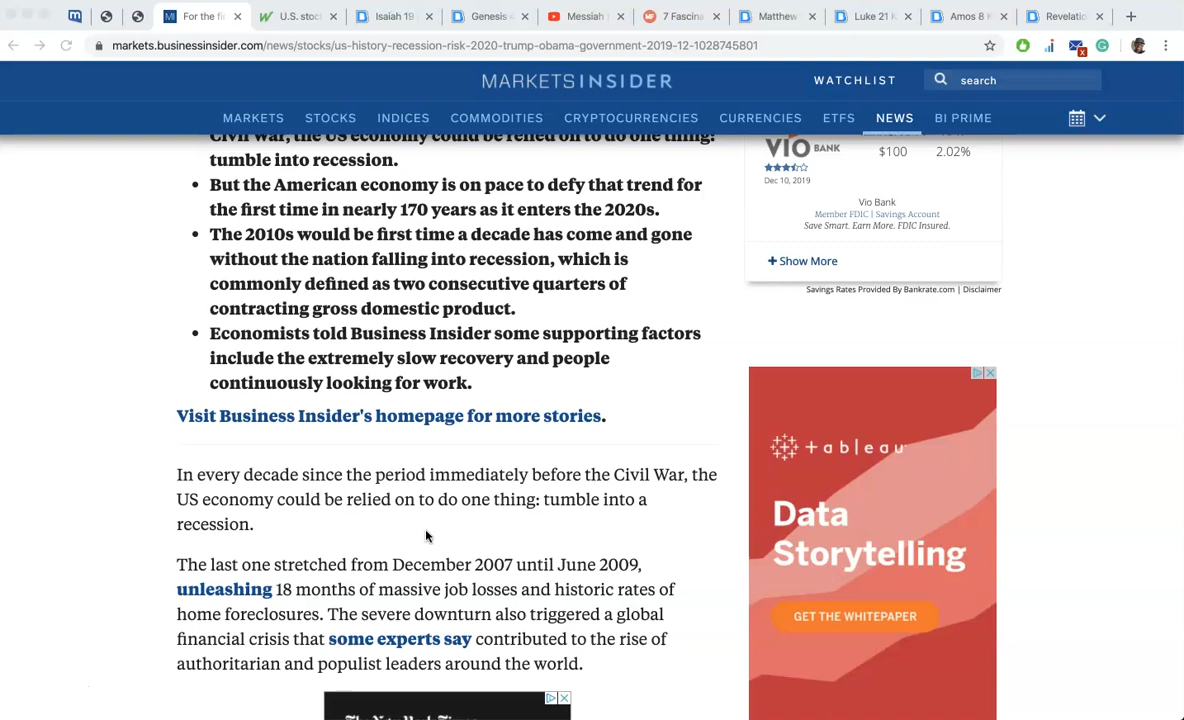 For the fi
U.S. stoc
Isaiah 19
Genesis 4
Messiah
7 Fascina
Matthew
Luke 21 K
Amos 8 K
Revelatio
markets.businessinsider.com/news/stocks/us-history-recession-risk-2020-trump-obama-government-2019-12-1028745801
MARKETS INSIDER
WATCHLIST
search
MARKETS STOCKS INDICES COMMODITIES CRYPTOCURRENCIES CURRENCIES ETFS NEWS BI PRIME
Civil War, the US economy could be relied on to do one thing:
tumble into recession.
• But the American economy is on pace to defy that trend for
the first time in nearly 170 years as it enters the 2020s.
• The 2010s would be first time a decade has come and gone
without the nation falling into recession, which is
commonly defined as two consecutive quarters of
contracting gross domestic product.
• Economists told Business Insider some supporting factors
include the extremely slow recovery and people
continuously looking for work.
Visit Business Insider's homepage for more stories.
In every decade since the period immediately before the Civil War, the
US economy could be relied on to do one thing: tumble into a
recession.
The last one stretched from December 2007 until June 2009,
unleashing 18 months of massive job losses and historic rates of
home foreclosures. The severe downturn also triggered a global
financial crisis that some experts say contributed to the rise of
authoritarian and populist leaders around the world.
The New York Times
VIO BANK
$100 2.02%
Dec 10, 2019
Vio Bank
Member FDIC | Savings Account
Save Smart. Earn More. FDIC Insured.
+ Show More
Savings Rates Provided By Bankrate.com | Disclaimer
+ableau
Data
Storytelling
GET THE WHITEPAPER